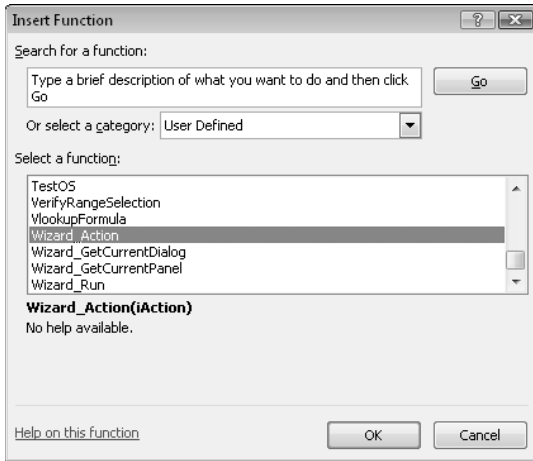 Insert Function
Search for a function:
Type a brief description of what you want to do and then click
Go
Go
Or select a category: User Defined
Select a function:
TestOS
VerifyRangeSelection
VlookupFormula
Wizard_Action
Wizard_GetCurrentDialog
Wizard_GetCurrentPanel
Wizard_Run
Wizard_Action(iAction)
No help available.
Help on this function
OK
Cancel